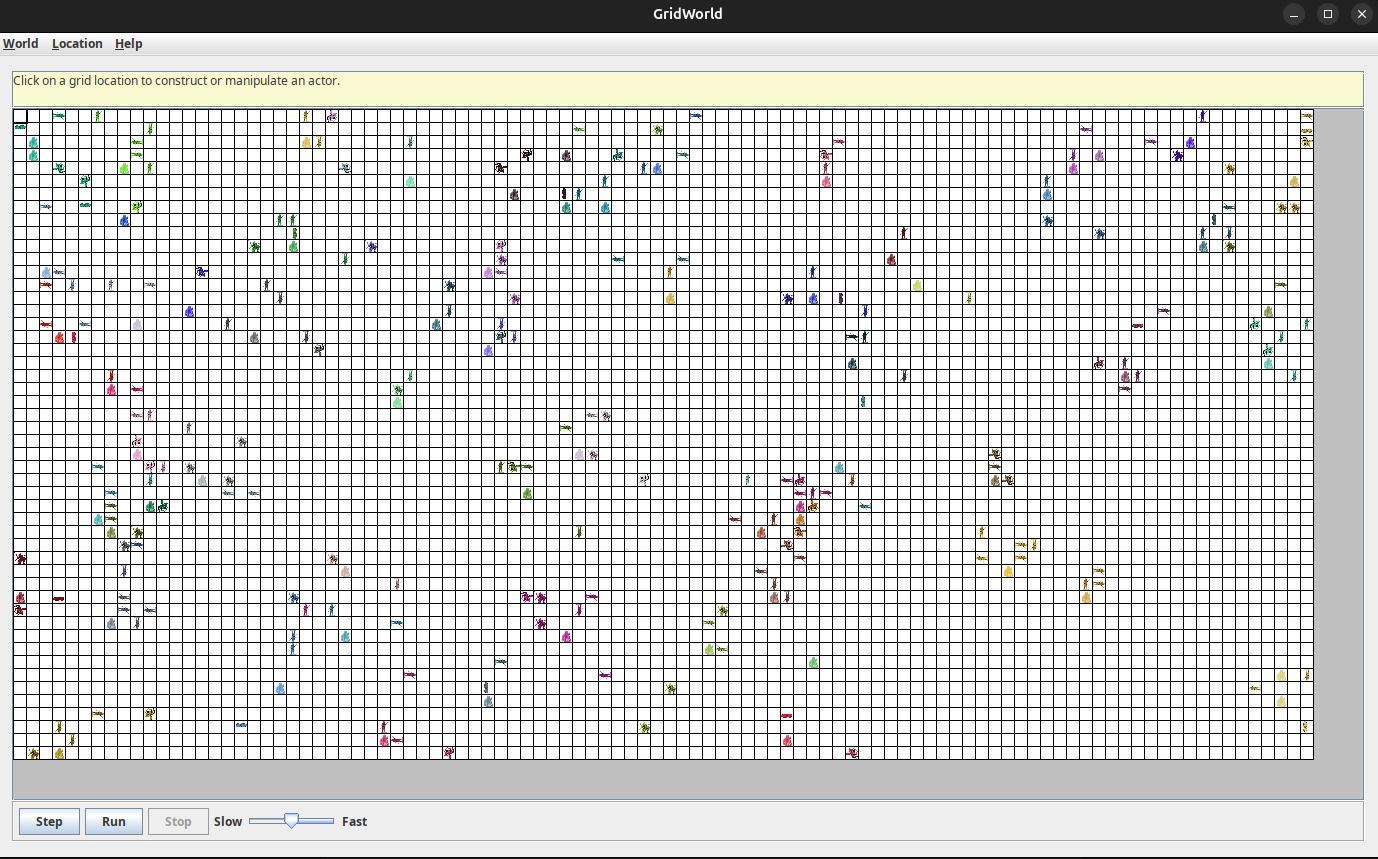 GridWorld
World Location Help
Click on a grid location to construct or manipulate an actor.
Step Run Stop Slow Fast